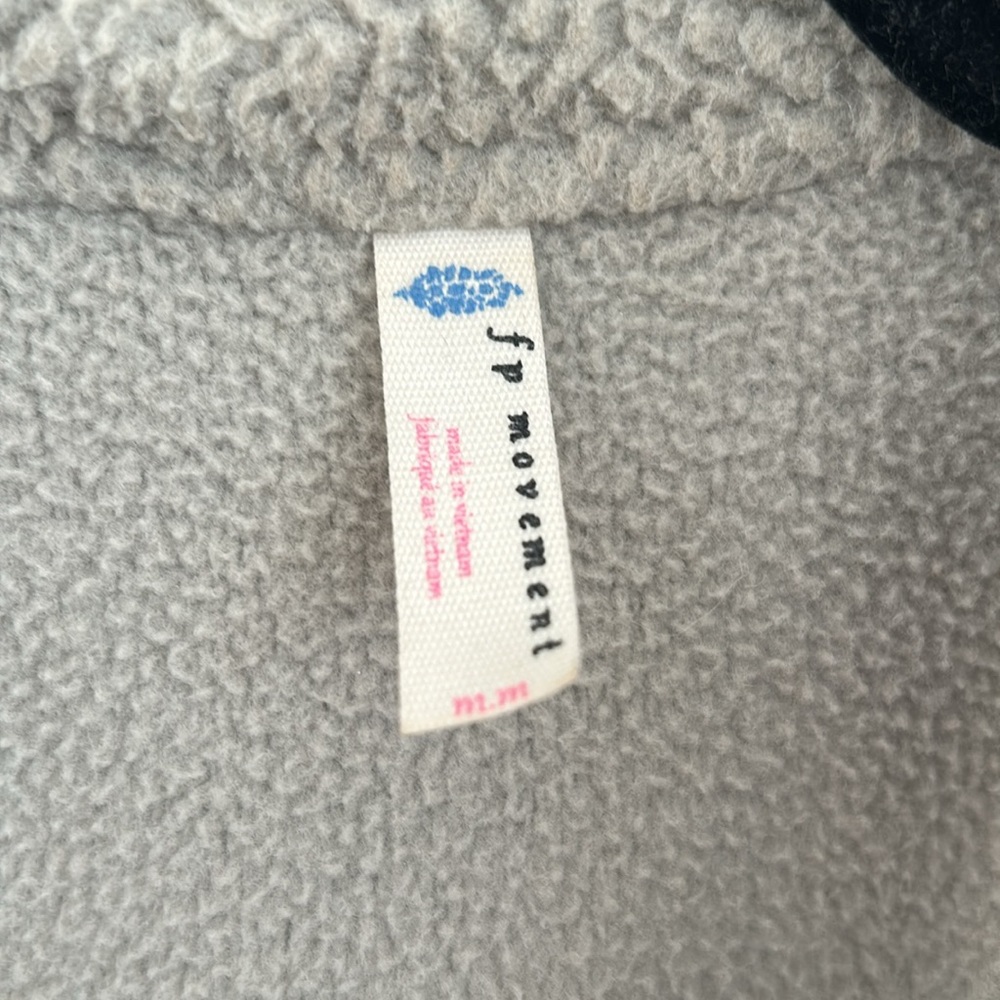 fp movement
made in vietnam
fabriqué au vietnam
m.m